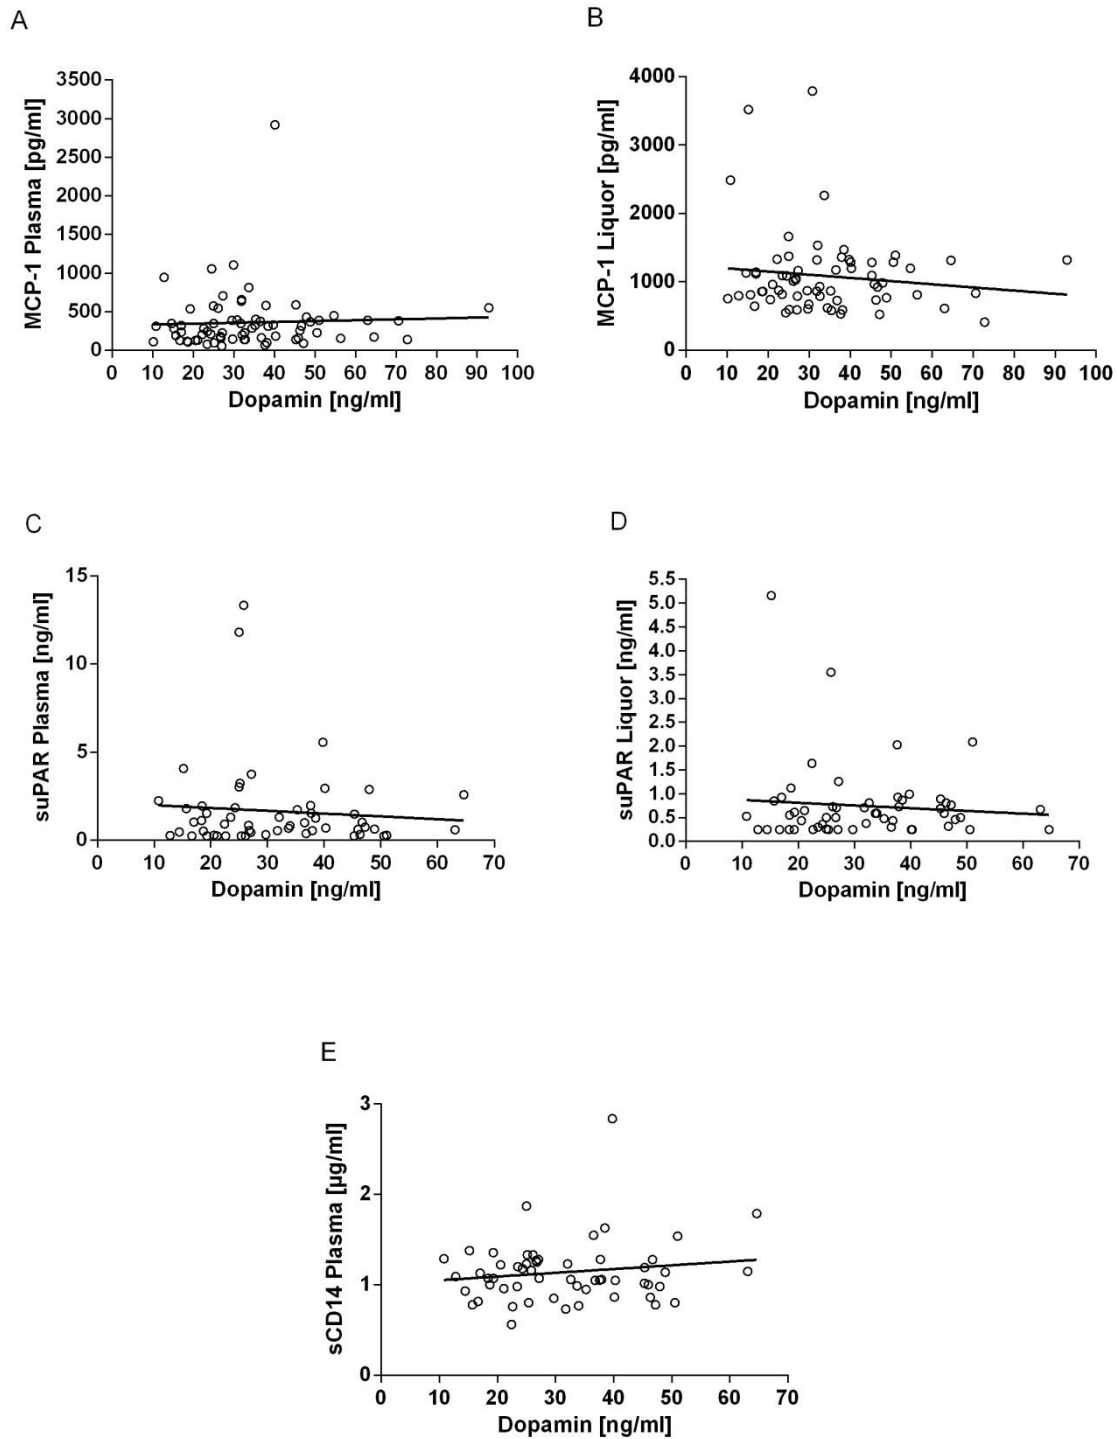 A
MCP-1 Plasma [pg/ml]
3500
3000
2500
2000
1500
1000
500
0
0 10 20 30 40 50 60 70 80 90 100
Dopamin [ng/ml]
B
MCP-1 Liquor [pg/ml]
4000
3000
2000
1000
0
0 10 20 30 40 50 60 70 80 90 100
Dopamin [ng/ml]
C
suPAR Plasma [ng/ml]
15
10
5
0
0 10 20 30 40 50 60 70
Dopamin [ng/ml]
D
suPAR Liquor [ng/ml]
5.5
5.0
4.5
4.0
3.5
3.0
2.5
2.0
1.5
1.0
0.5
0.0
0 10 20 30 40 50 60 70
Dopamin [ng/ml]
E
sCD14 Plasma [µg/ml]
3
2
1
0
0 10 20 30 40 50 60 70
Dopamin [ng/ml]